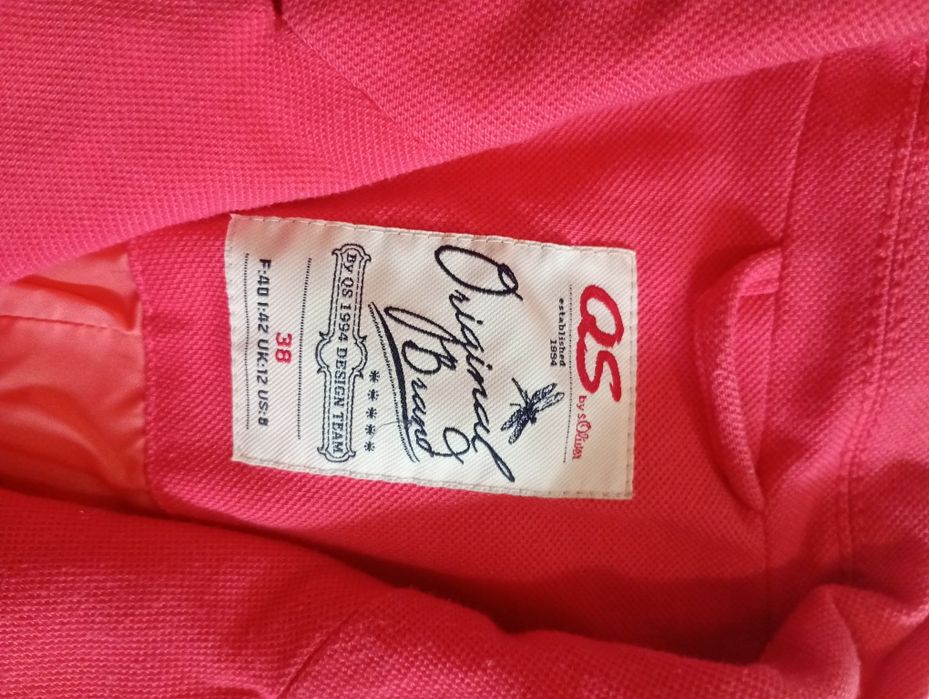 QS by s.Oliver
established
1994
Original
Brand
*****
BY QS 1994 DESIGN TEAM
38
F:40 I:42 UK:12 US:8